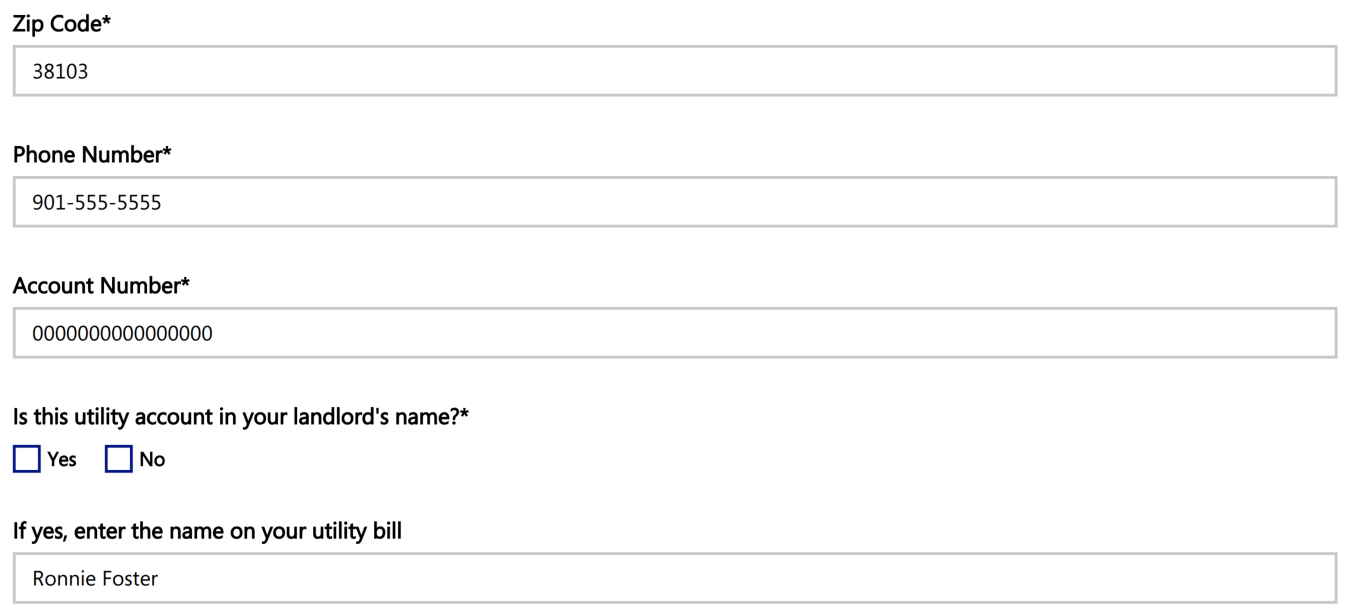 Zip Code*
38103
Phone Number*
901-555-5555
Account Number*
0000000000000000
Is this utility account in your landlord's name?*
Yes No
If yes, enter the name on your utility bill
Ronnie Foster